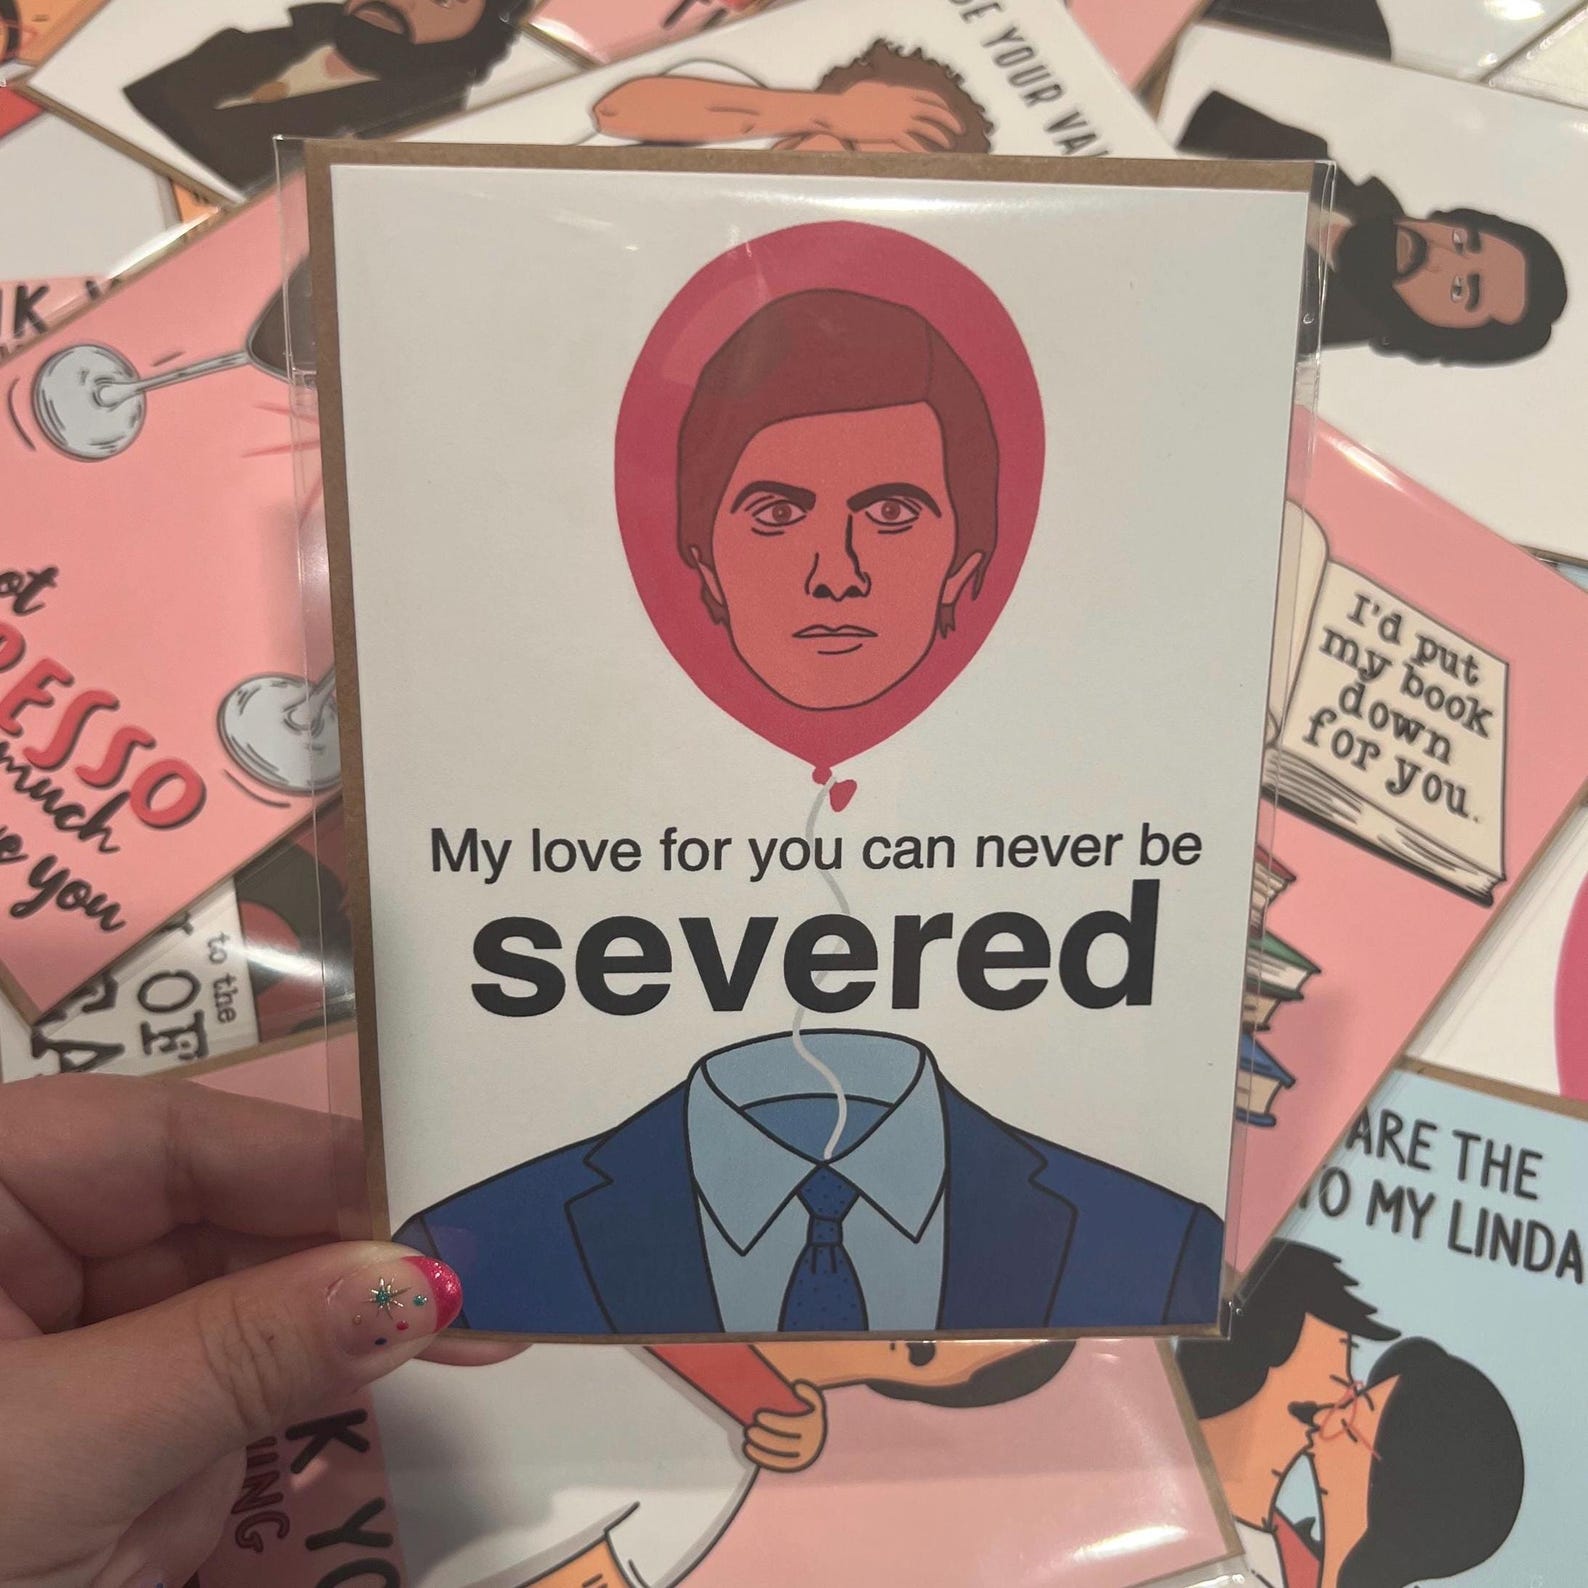 My love for you can never be
severed
I'd put
my book
down
for you.
YOUR
ESSO
much
you
to the
OF
ARE THE
TO MY LINDA